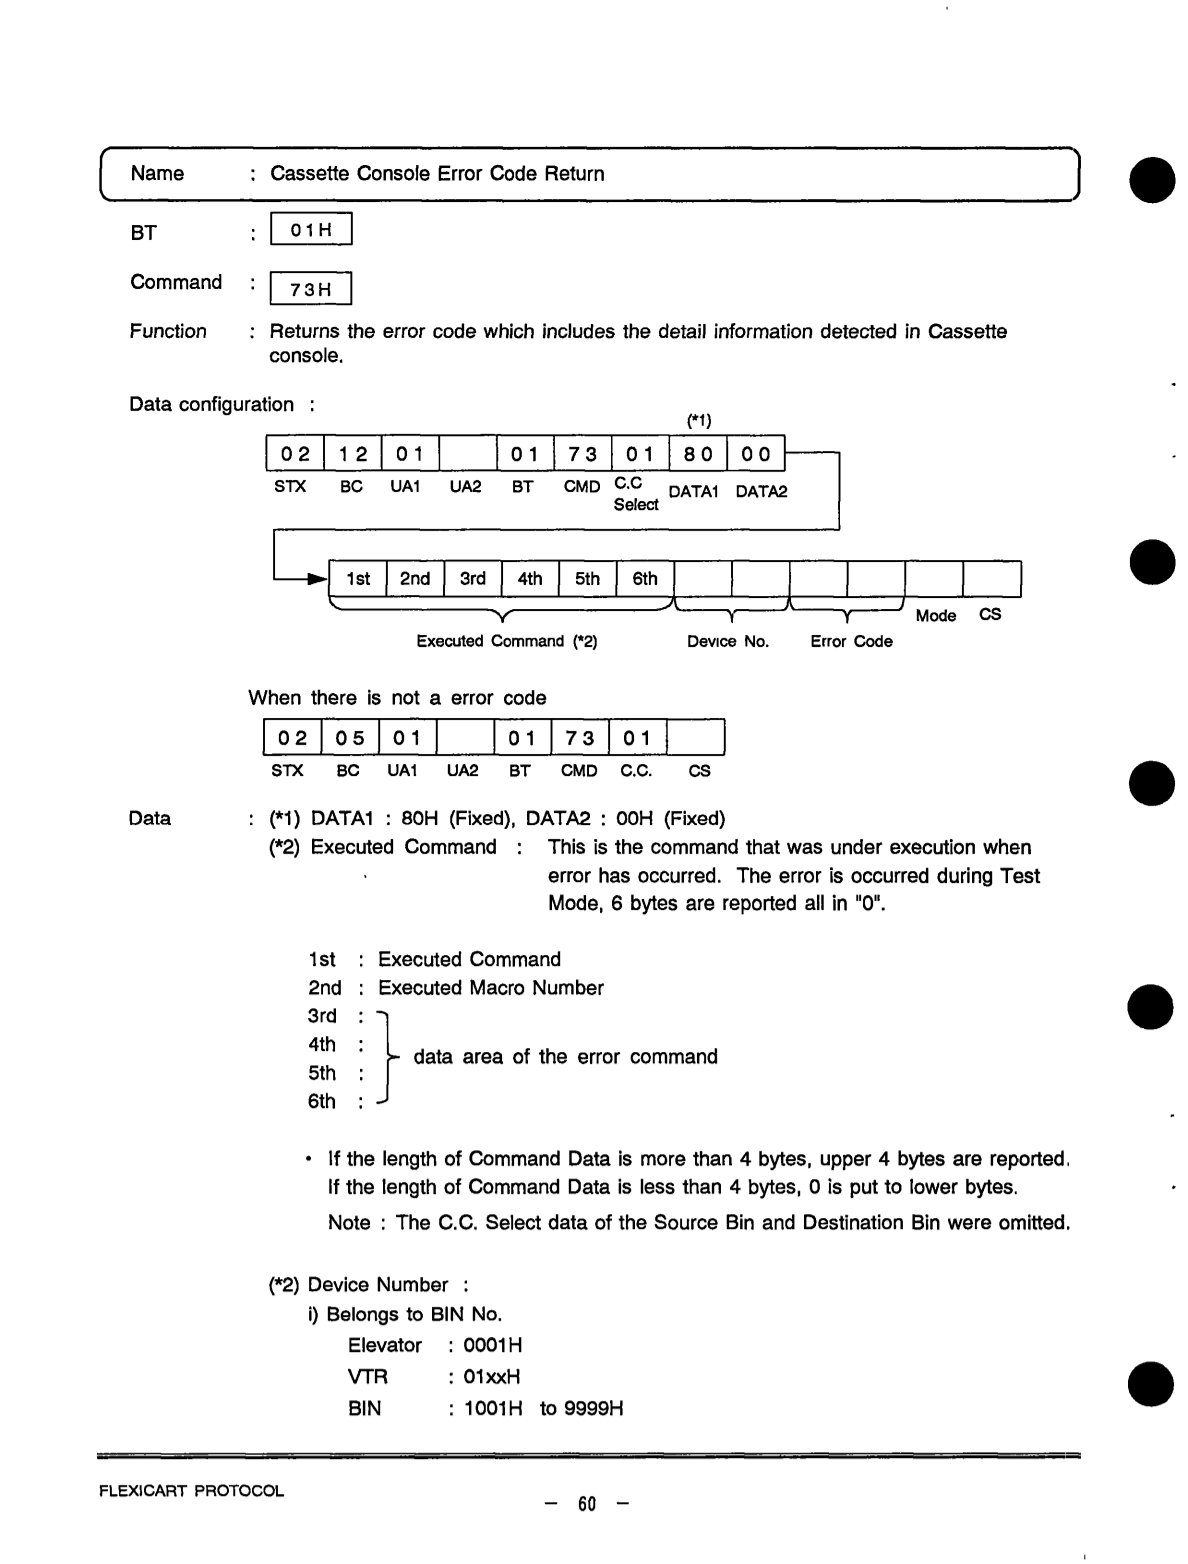 Name : Cassette Console Error Code Return
BT : 01H
Command : 73H
Function : Returns the error code which includes the detail information detected in Cassette
console.
Data configuration :
(*1)
02 12 01 01 73 01 80 00
STX BC UA1 UA2 BT CMD C.C Select DATA1 DATA2
1st 2nd 3rd 4th 5th 6th
Mode CS
Executed Command (*2) Device No. Error Code
When there is not a error code
02 05 01 01 73 01
STX BC UA1 UA2 BT CMD C.C. CS
Data : (*1) DATA1 : 80H (Fixed), DATA2 : 00H (Fixed)
(*2) Executed Command : This is the command that was under execution when
error has occurred. The error is occurred during Test
Mode, 6 bytes are reported all in "0".
1st : Executed Command
2nd : Executed Macro Number
3rd :
4th :
data area of the error command
5th :
6th :
• If the length of Command Data is more than 4 bytes, upper 4 bytes are reported.
If the length of Command Data is less than 4 bytes, 0 is put to lower bytes.
Note : The C.C. Select data of the Source Bin and Destination Bin were omitted.
(*2) Device Number :
i) Belongs to BIN No.
Elevator : 0001H
VTR : 01xxH
BIN : 1001H to 9999H
FLEXICART PROTOCOL
– 60 –